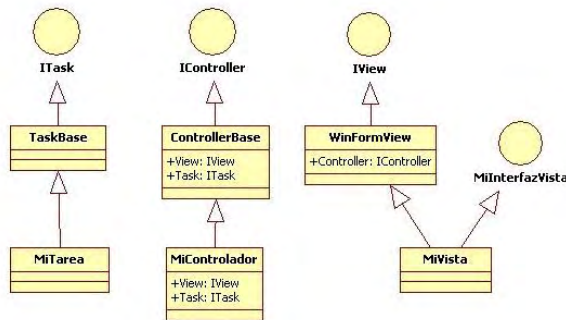 ITask
IController
IView
TaskBase
ControllerBase
+View: IView
+Task: ITask
WinFormView
+Controller: IController
MiInterfazVista
MiTarea
MiControlador
+View: IView
+Task: ITask
MiVista